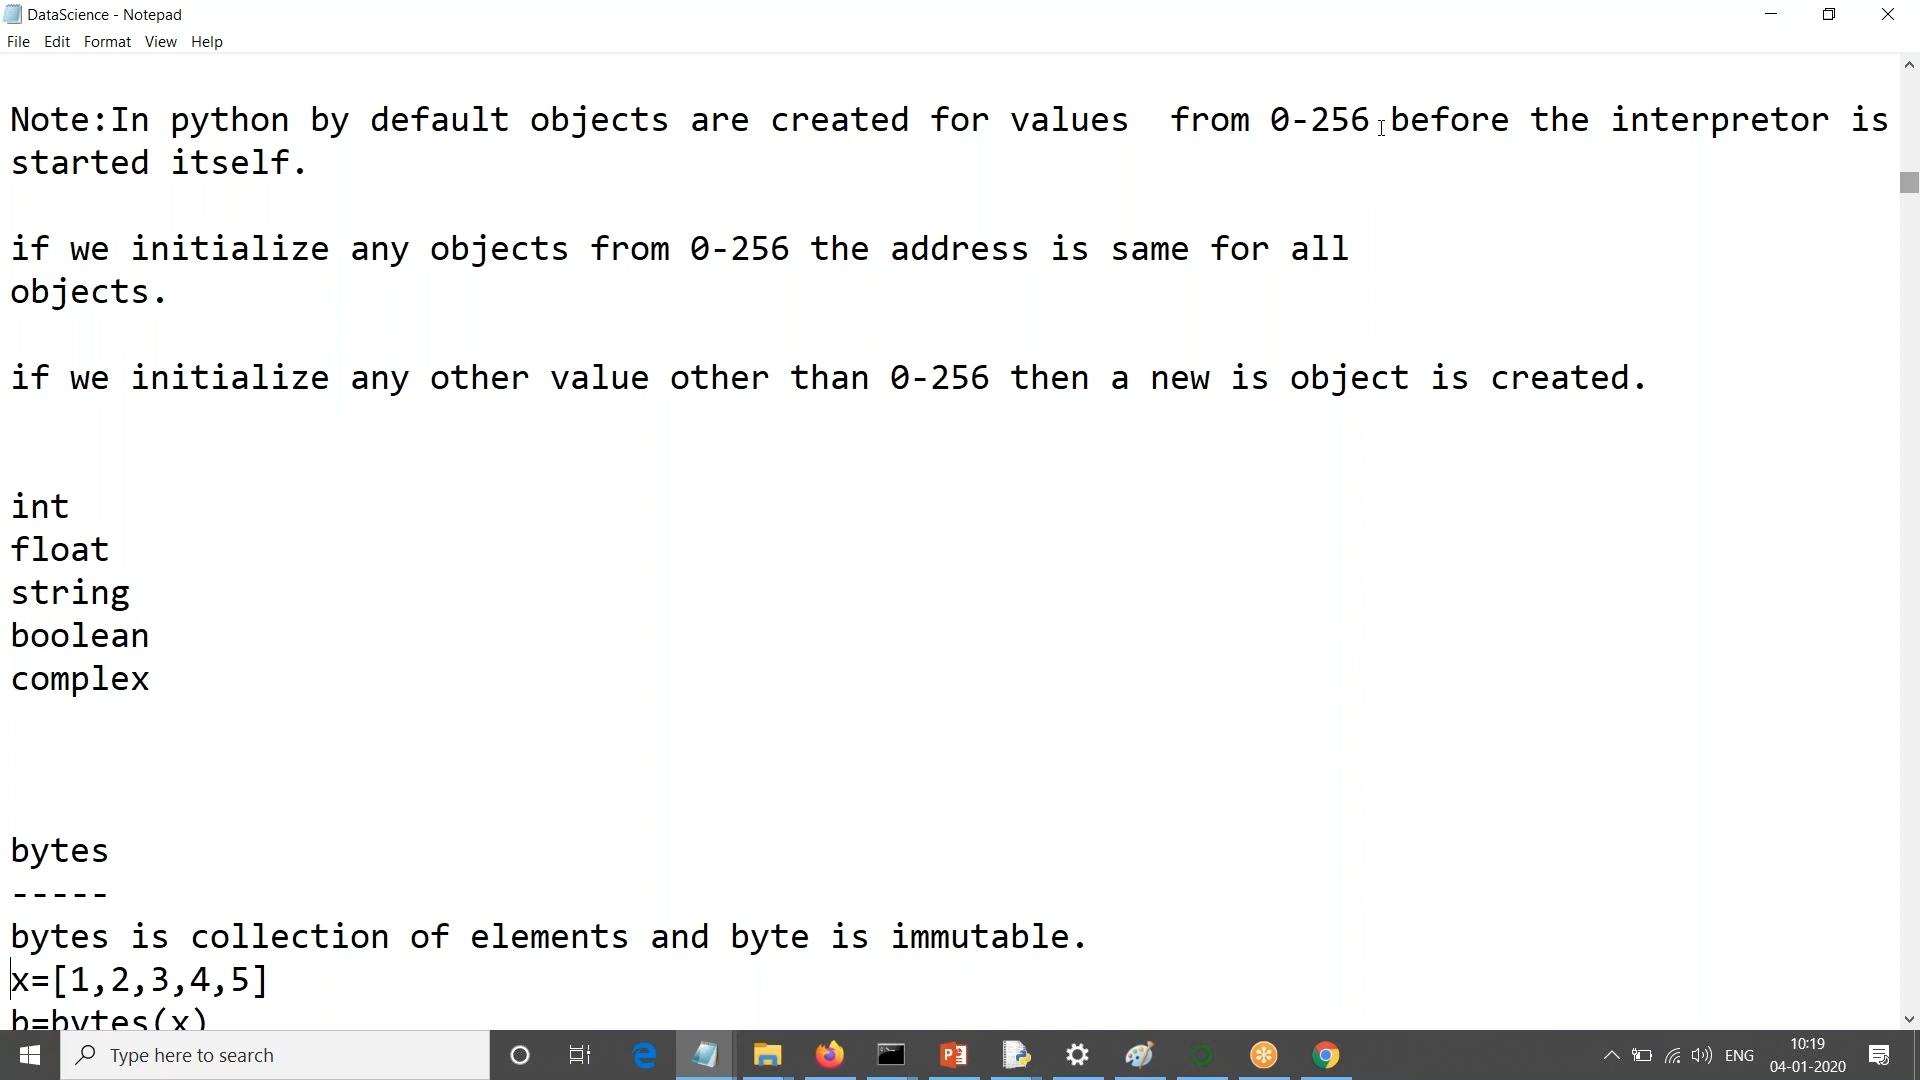 DataScience - Notepad
File Edit Format View Help
Note:In python by default objects are created for values  from 0-256 before the interpretor is
started itself.
if we initialize any objects from 0-256 the address is same for all
objects.
if we initialize any other value other than 0-256 then a new is object is created.
int
float
string
boolean
complex
bytes
-----
bytes is collection of elements and byte is immutable.
x=[1,2,3,4,5]
b=bytes(x)
Type here to search
ENG
10:19
04-01-2020